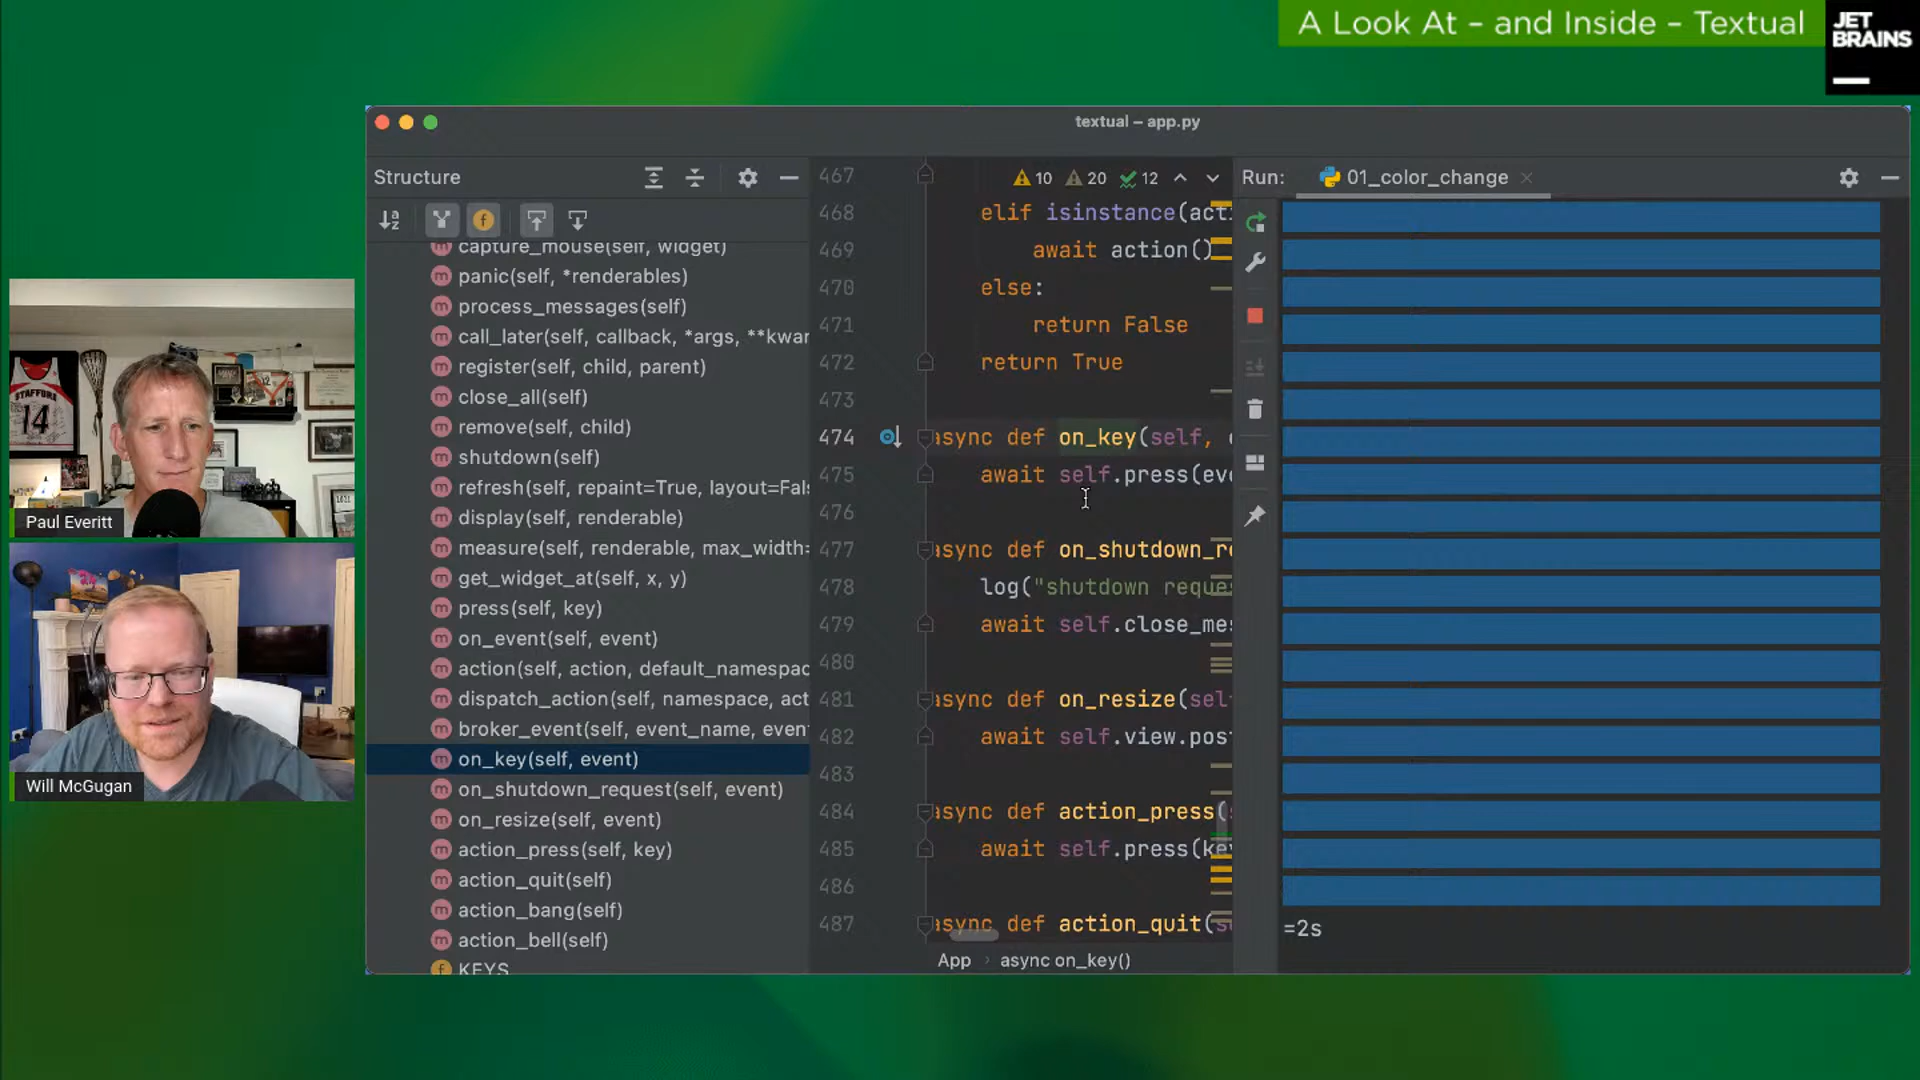 A Look At – and Inside – Textual
JET
BRAINS
textual – app.py
Structure
capture_mouse(self, widget)
panic(self, *renderables)
process_messages(self)
call_later(self, callback, *args, **kwar
register(self, child, parent)
close_all(self)
remove(self, child)
shutdown(self)
refresh(self, repaint=True, layout=Fal
display(self, renderable)
measure(self, renderable, max_width=
get_widget_at(self, x, y)
press(self, key)
on_event(self, event)
action(self, action, default_namespac
dispatch_action(self, namespace, act
broker_event(self, event_name, even
on_key(self, event)
on_shutdown_request(self, event)
on_resize(self, event)
action_press(self, key)
action_quit(self)
action_bang(self)
action_bell(self)
KEYS
10 20 12
467
468 elif isinstance(act
469 await action()
470 else:
471 return False
472 return True
473
474 async def on_key(self, e
475 await self.press(eve
476
477 async def on_shutdown_re
478 log("shutdown reque
479 await self.close_me
480
481 async def on_resize(sel
482 await self.view.pos
483
484 async def action_press(
485 await self.press(ke
486
487 async def action_quit(s
App › async on_key()
Run: 01_color_change
=2s
STAFFORD
14
Paul Everitt
Will McGugan